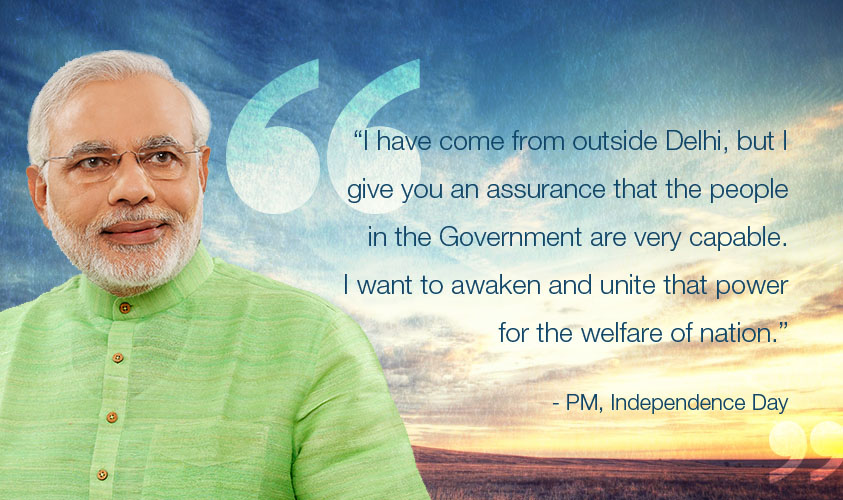 “I have come from outside Delhi, but I
give you an assurance that the people
in the Government are very capable.
I want to awaken and unite that power
for the welfare of nation.”
- PM, Independence Day